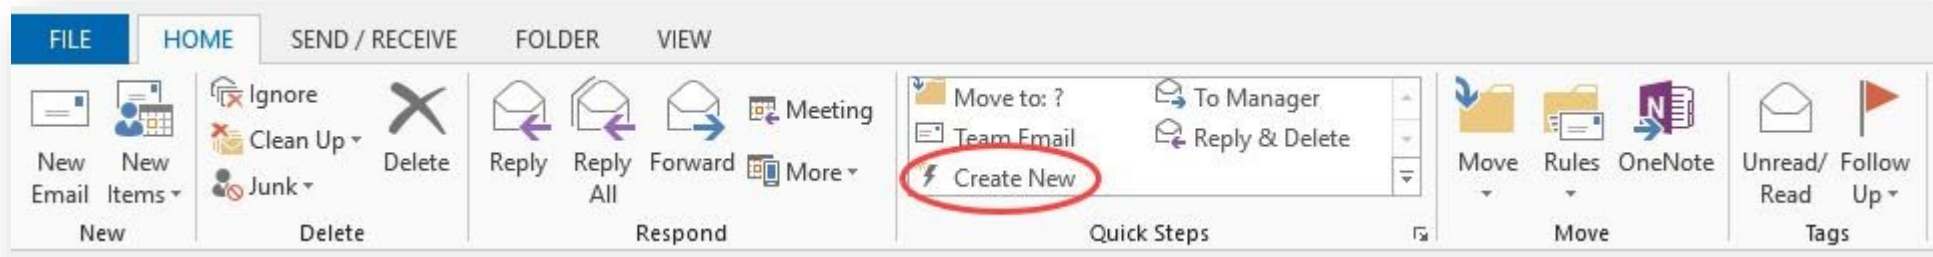 FILE HOME SEND / RECEIVE FOLDER VIEW
New Email
New Items
New
Ignore
Clean Up
Junk
Delete
Delete
Reply
Reply All
Forward
Meeting
More
Respond
Move to: ?
Team Email
Create New
To Manager
Reply & Delete
Quick Steps
Move
Rules
OneNote
Move
Unread/
Read
Follow
Up
Tags